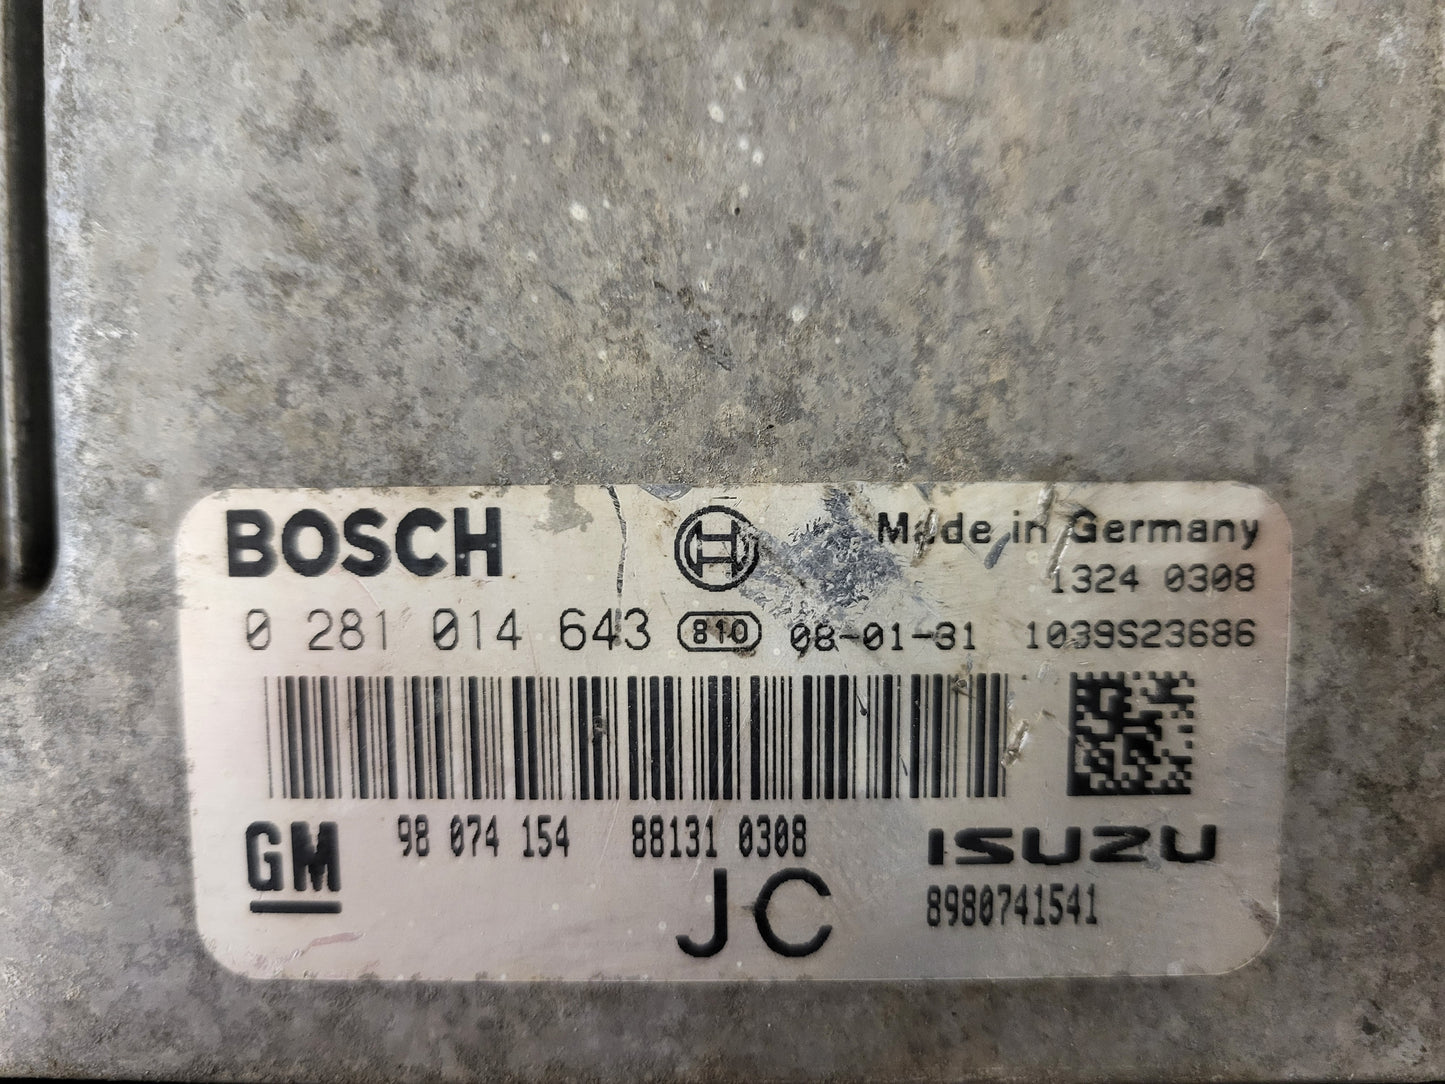 BOSCH
Made in Germany
1324 0308
0 281 014 643 810 08-01-31 1039S23686
GM 98 074 154 88131 0308 ISUZU
JC 8980741541